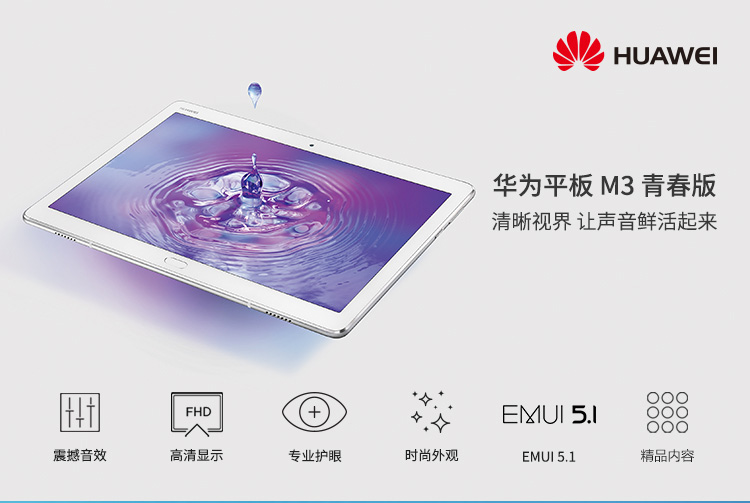 HUAWEI
HUAWEI
华为平板 M3 青春版
清晰视界 让声音鲜活起来
FHD
EMUI 5.1
震撼音效
高清显示
专业护眼
时尚外观
EMUI 5.1
精品内容